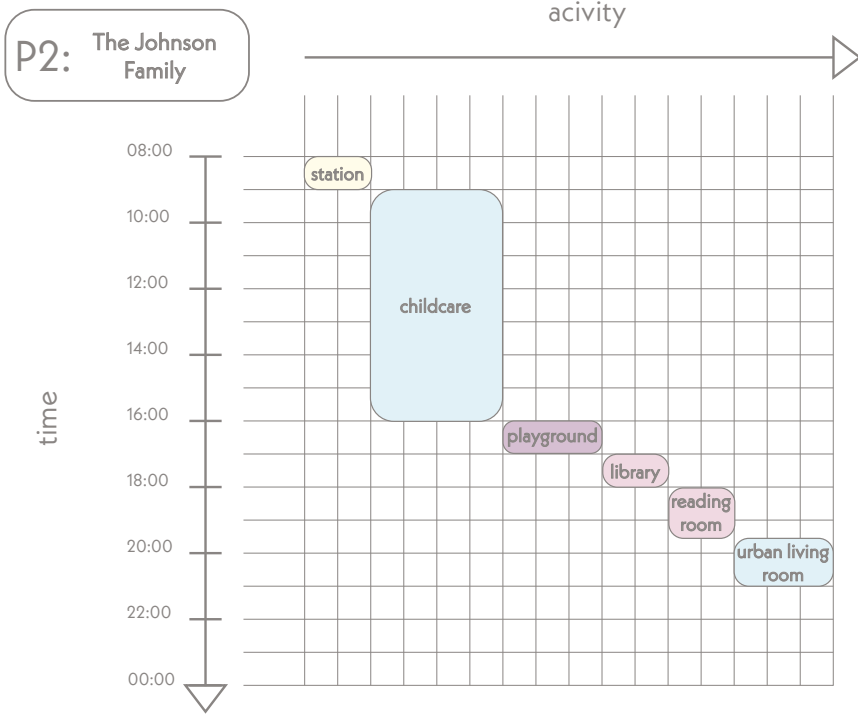 acivity
P2:
The Johnson
Family
08:00
station
10:00
12:00
childcare
14:00
time
16:00
playground
library
18:00
reading
room
20:00
urban living
room
22:00
00:00